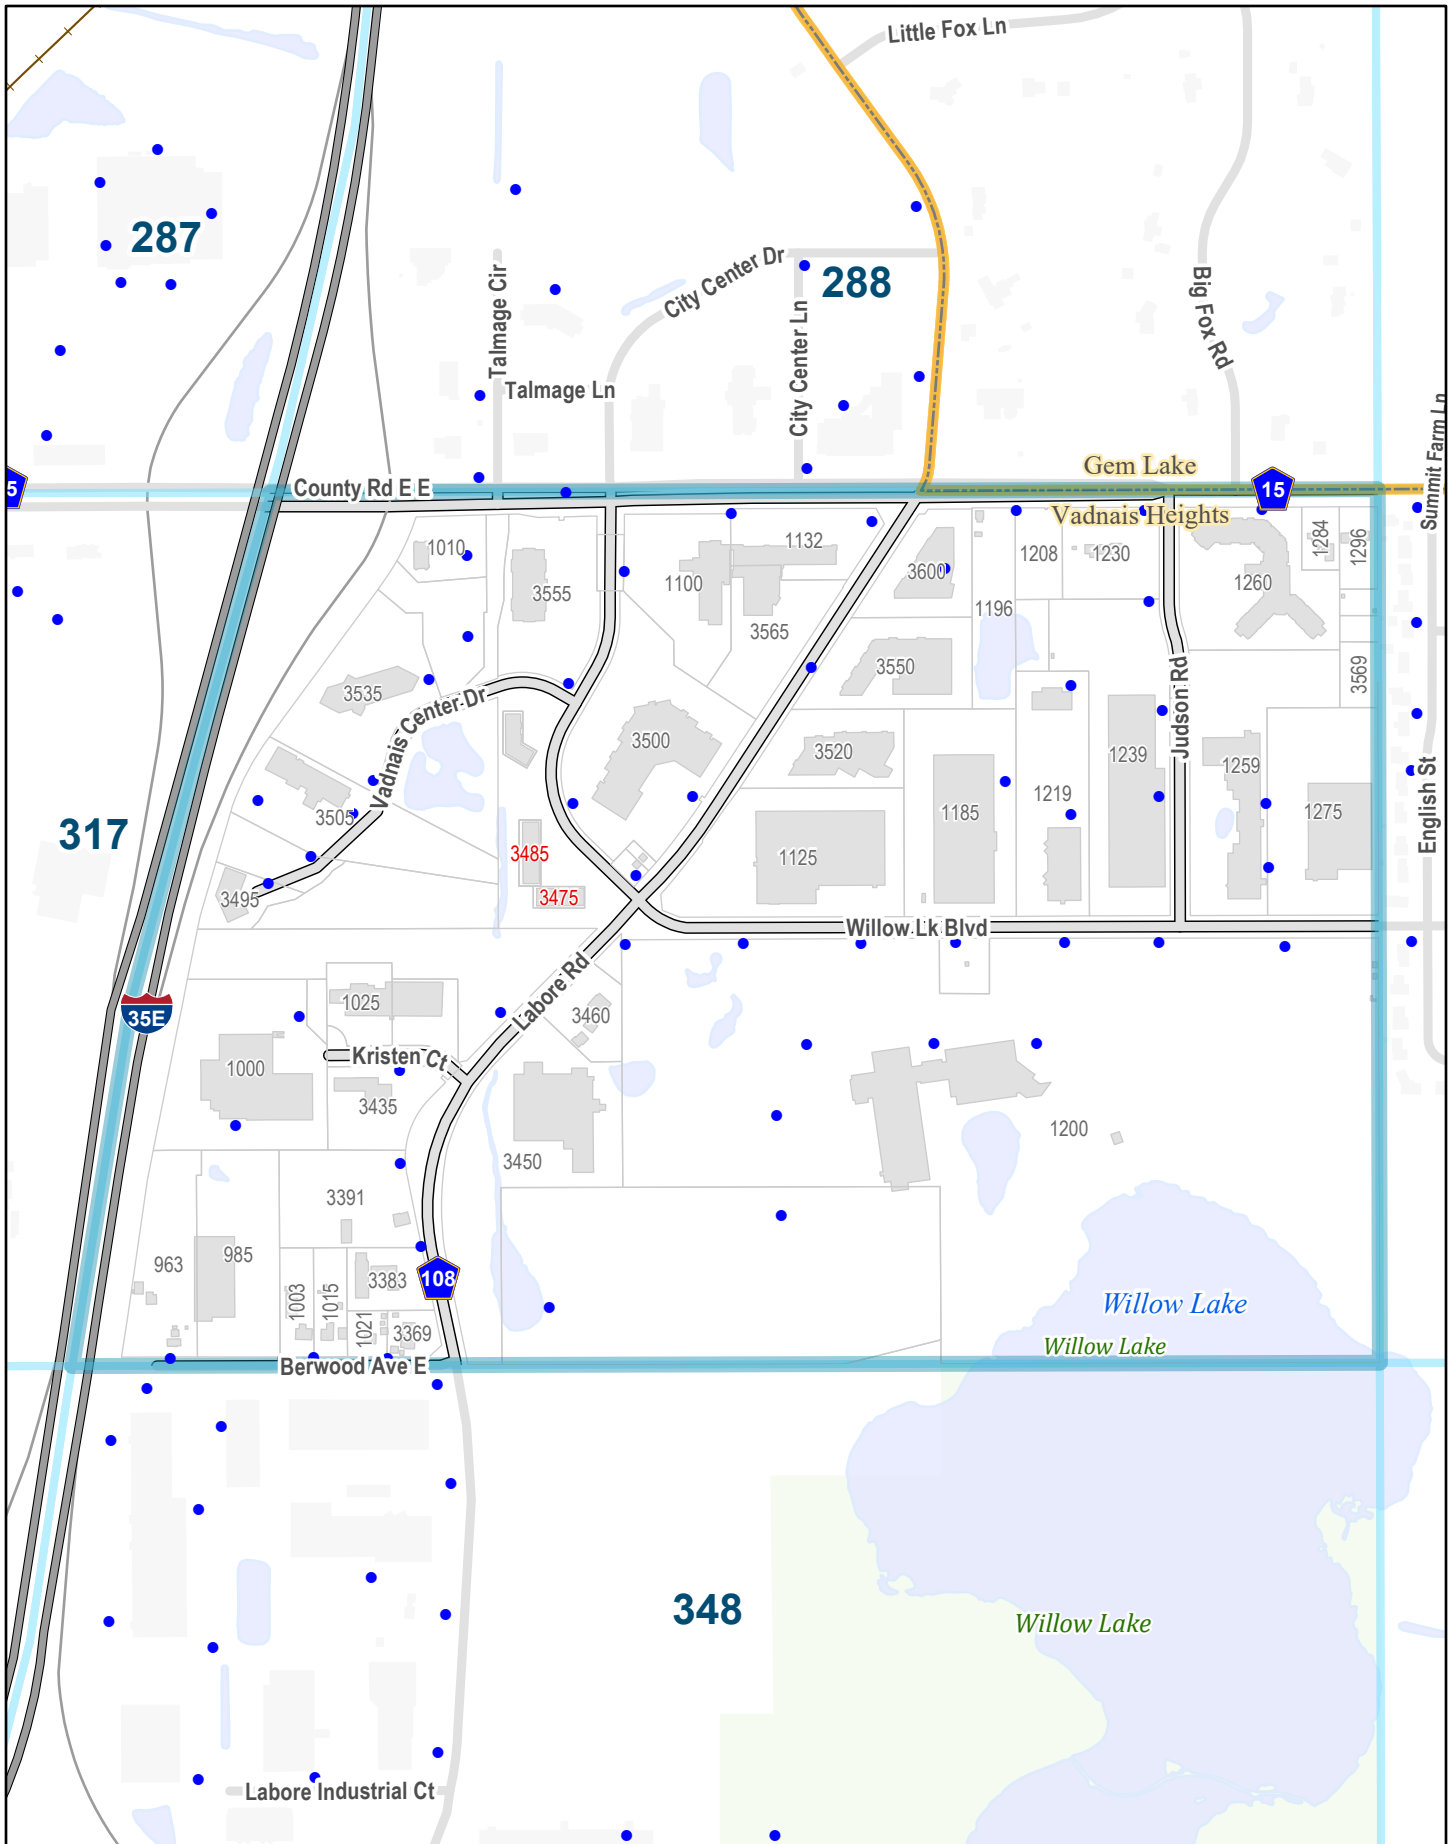 Little Fox Ln
287
288
City Center Dr
Talmage Cir
City Center Ln
Big Fox Rd
Talmage Ln
Summit Farm Ln
Gem Lake
County Rd E E
5
15
Vadnais Heights
1010
1132
1208
1230
1284
1296
3555
1100
3600
1260
1196
3565
3550
3569
3535
Vadnais Center Dr
Judson Rd
3500
3520
1239
1259
1219
1185
1275
3505
317
English St
3485
1125
3475
3495
Willow Lk Blvd
Labore Rd
1025
35E
3460
Kristen Ct
1000
3435
1200
3450
3391
985
963
3383
108
1003
1015
1021
3369
Willow Lake
Willow Lake
Berwood Ave E
348
Willow Lake
Labore Industrial Ct